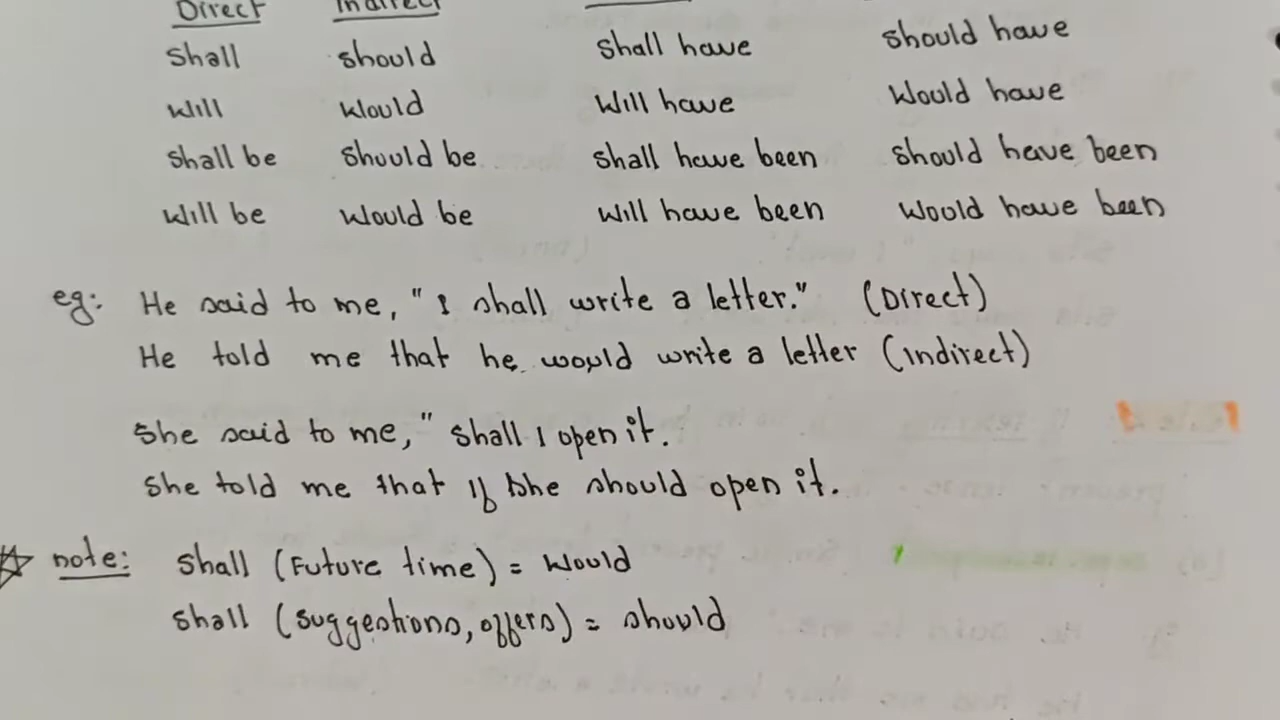 Direct Indirect
Shall should shall have should have
will would will have would have
shall be should be shall have been should have been
will be would be will have been would have been
eg: He said to me, "I shall write a letter." (Direct)
He told me that he would write a letter (Indirect)
She said to me," shall I open it.
She told me that if she should open it.
note: shall (Future time) = would
shall (suggestions, offers) = should